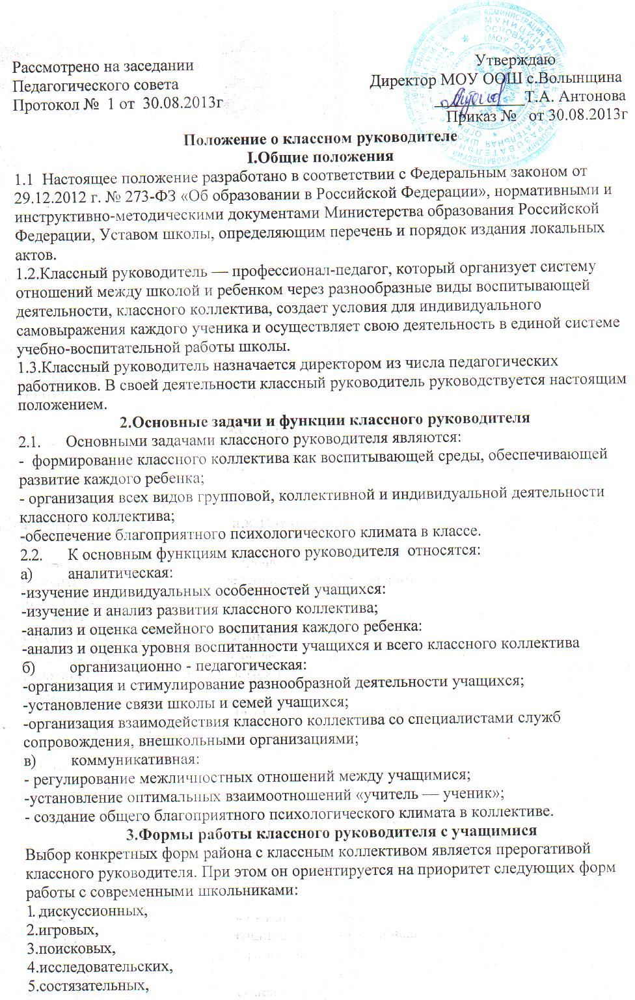 Рассмотрено на заседании
Педагогического совета
Протокол № 1 от 30.08.2013г
Утверждаю
Директор МОУ ООШ с.Волынщина
___________Т.А. Антонова
Приказ № от 30.08.2013г
Положение о классном руководителе
I.Общие положения
1.1 Настоящее положение разработано в соответствии с Федеральным законом от
29.12.2012 г. № 273-ФЗ «Об образовании в Российской Федерации», нормативными и
инструктивно-методическими документами Министерства образования Российской
Федерации, Уставом школы, определяющим перечень и порядок издания локальных
актов.
1.2.Классный руководитель — профессионал-педагог, который организует систему
отношений между школой и ребенком через разнообразные виды воспитывающей
деятельности, классного коллектива, создает условия для индивидуального
самовыражения каждого ученика и осуществляет свою деятельность в единой системе
учебно-воспитательной работы школы.
1.3.Классный руководитель назначается директором из числа педагогических
работников. В своей деятельности классный руководитель руководствуется настоящим
положением.
2.Основные задачи и функции классного руководителя
2.1. Основными задачами классного руководителя являются:
- формирование классного коллектива как воспитывающей среды, обеспечивающей
развитие каждого ребенка;
- организация всех видов групповой, коллективной и индивидуальной деятельности
классного коллектива;
-обеспечение благоприятного психологического климата в классе.
2.2. К основным функциям классного руководителя относятся:
а) аналитическая:
-изучение индивидуальных особенностей учащихся:
-изучение и анализ развития классного коллектива;
-анализ и оценка семейного воспитания каждого ребенка:
-анализ и оценка уровня воспитанности учащихся и всего классного коллектива
б) организационно - педагогическая:
-организация и стимулирование разнообразной деятельности учащихся;
-установление связи школы и семей учащихся;
-организация взаимодействия классного коллектива со специалистами служб
сопровождения, внешкольными организациями;
в) коммуникативная:
- регулирование межличностных отношений между учащимися;
-установление оптимальных взаимоотношений «учитель — ученик»;
- создание общего благоприятного психологического климата в коллективе.
3.Формы работы классного руководителя с учащимися
Выбор конкретных форм района с классным коллективом является прерогативой
классного руководителя. При этом он ориентируется на приоритет следующих форм
работы с современными школьниками:
1. дискуссионных,
2.игровых,
3.поисковых,
4.исследовательских,
5.состязательных,